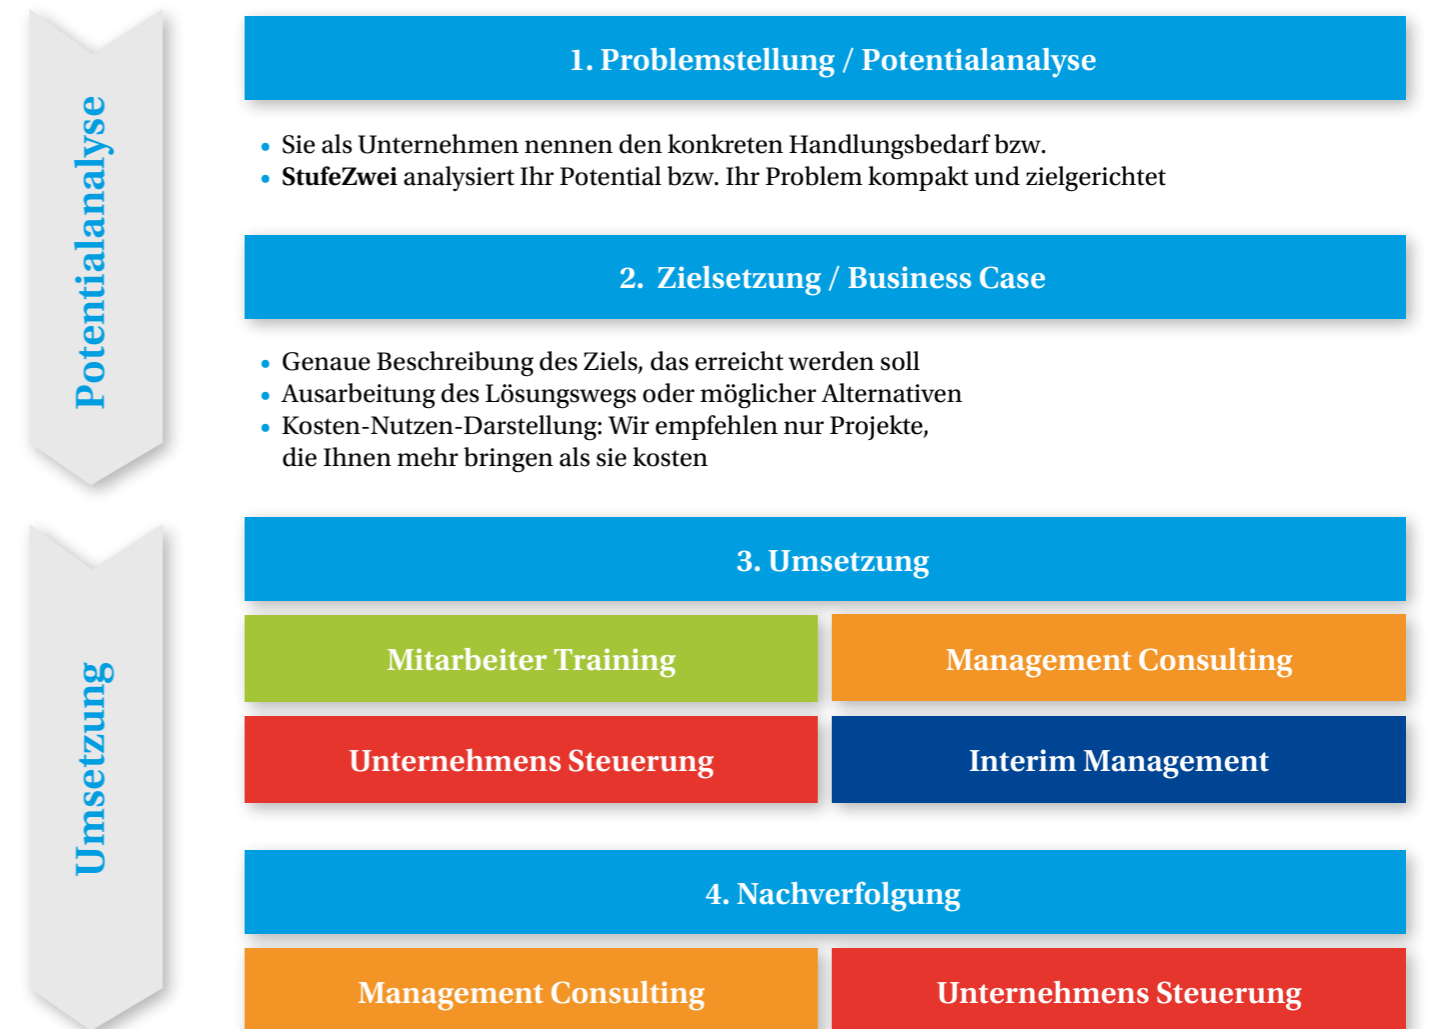 Potentialanalyse
1. Problemstellung / Potentialanalyse
• Sie als Unternehmen nennen den konkreten Handlungsbedarf bzw.
• StufeZwei analysiert Ihr Potential bzw. Ihr Problem kompakt und zielgerichtet
2. Zielsetzung / Business Case
• Genaue Beschreibung des Ziels, das erreicht werden soll
• Ausarbeitung des Lösungswegs oder möglicher Alternativen
• Kosten-Nutzen-Darstellung: Wir empfehlen nur Projekte,
die Ihnen mehr bringen als sie kosten
Umsetzung
3. Umsetzung
Mitarbeiter Training
Management Consulting
Unternehmens Steuerung
Interim Management
4. Nachverfolgung
Management Consulting
Unternehmens Steuerung